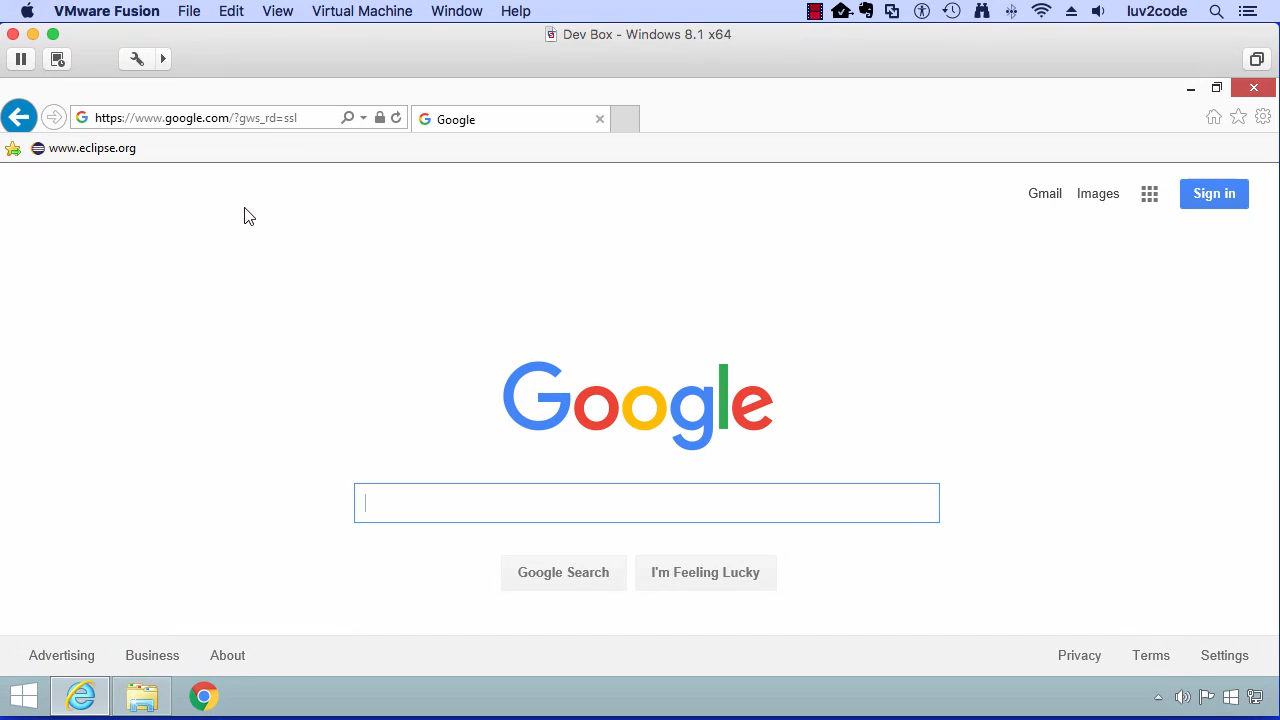 VMware Fusion File Edit View Virtual Machine Window Help luv2code
Dev Box - Windows 8.1 x64
https://www.google.com/?gws_rd=ssl Google
www.eclipse.org
Gmail Images Sign in
Google
Google Search I'm Feeling Lucky
Advertising Business About Privacy Terms Settings